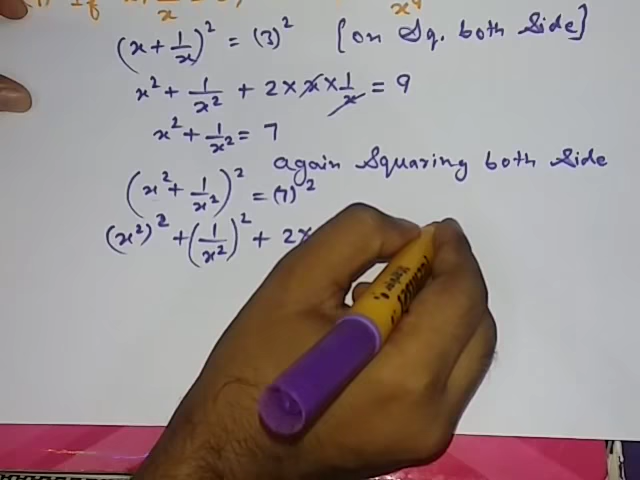 (x + 1/x)² = (3)² [on Sq. both Side]
x² + 1/x² + 2 × x × 1/x = 9
x² + 1/x² = 7
again Squaring both Side
(x² + 1/x²)² = (7)²
(x²)² + (1/x²)² + 2×